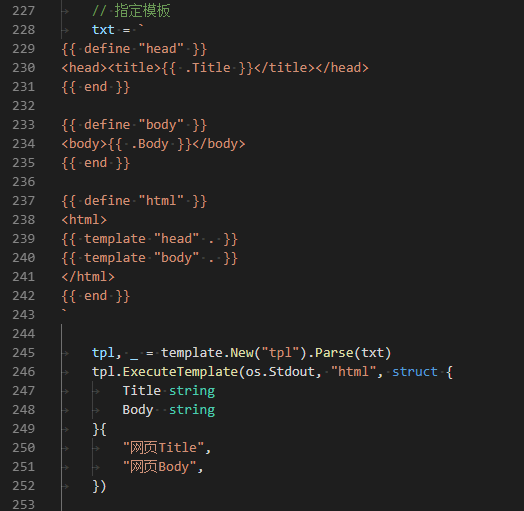 227 // 指定模板
228 txt = `
229 {{ define "head" }}
230 <head><title>{{ .Title }}</title></head>
231 {{ end }}
232
233 {{ define "body" }}
234 <body>{{ .Body }}</body>
235 {{ end }}
236
237 {{ define "html" }}
238 <html>
239 {{ template "head" . }}
240 {{ template "body" . }}
241 </html>
242 {{ end }}
243 `
244
245 tpl, _ = template.New("tpl").Parse(txt)
246 tpl.ExecuteTemplate(os.Stdout, "html", struct {
247 Title string
248 Body  string
249 }{
250 "网页Title",
251 "网页Body",
252 })
253